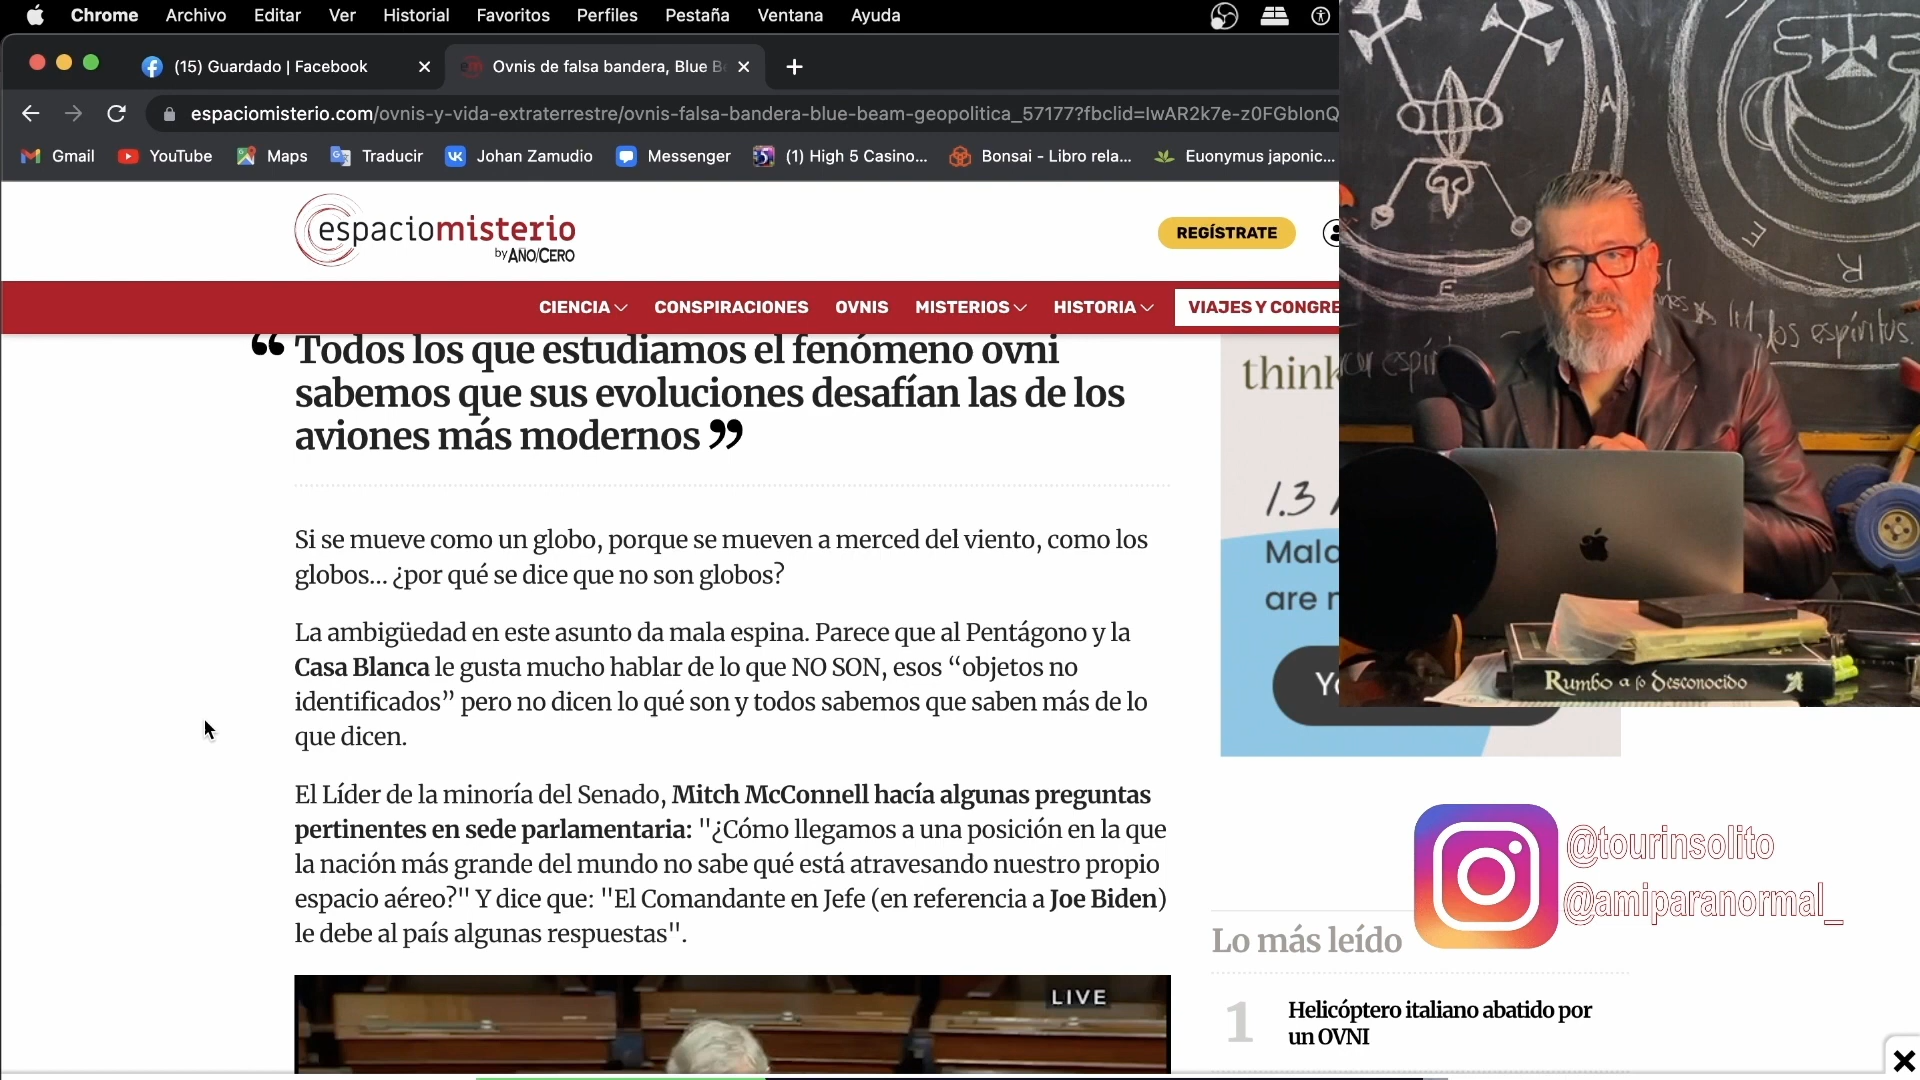 Chrome Archivo Editar Ver Historial Favoritos Perfiles Pestaña Ventana Ayuda
(15) Guardado | Facebook
Ovnis de falsa bandera, Blue B
espaciomisterio.com/ovnis-y-vida-extraterrestre/ovnis-falsa-bandera-blue-beam-geopolitica_57177?fbclid=IwAR2k7e-z0FGbIonQ
Gmail YouTube Maps Traducir Johan Zamudio Messenger (1) High 5 Casino... Bonsai - Libro rela... Euonymus japonic...
espaciomisterio
by AÑO/CERO
REGÍSTRATE
CIENCIA CONSPIRACIONES OVNIS MISTERIOS HISTORIA VIAJES Y CONGRE
“ Todos los que estudiamos el fenómeno ovni
sabemos que sus evoluciones desafían las de los
aviones más modernos ”
Si se mueve como un globo, porque se mueven a merced del viento, como los
globos... ¿por qué se dice que no son globos?
La ambigüedad en este asunto da mala espina. Parece que al Pentágono y la
Casa Blanca le gusta mucho hablar de lo que NO SON, esos “objetos no
identificados” pero no dicen lo qué son y todos sabemos que saben más de lo
que dicen.
El Líder de la minoría del Senado, Mitch McConnell hacía algunas preguntas
pertinentes en sede parlamentaria: "¿Cómo llegamos a una posición en la que
la nación más grande del mundo no sabe qué está atravesando nuestro propio
espacio aéreo?" Y dice que: "El Comandante en Jefe (en referencia a Joe Biden)
le debe al país algunas respuestas".
LIVE
think
1.3
Mala
are
Yo
A
E
E
R
los espíritus.
Rumbo a lo desconocido
@tourinsolito
@amiparanormal_
Lo más leído
1
Helicóptero italiano abatido por
un OVNI